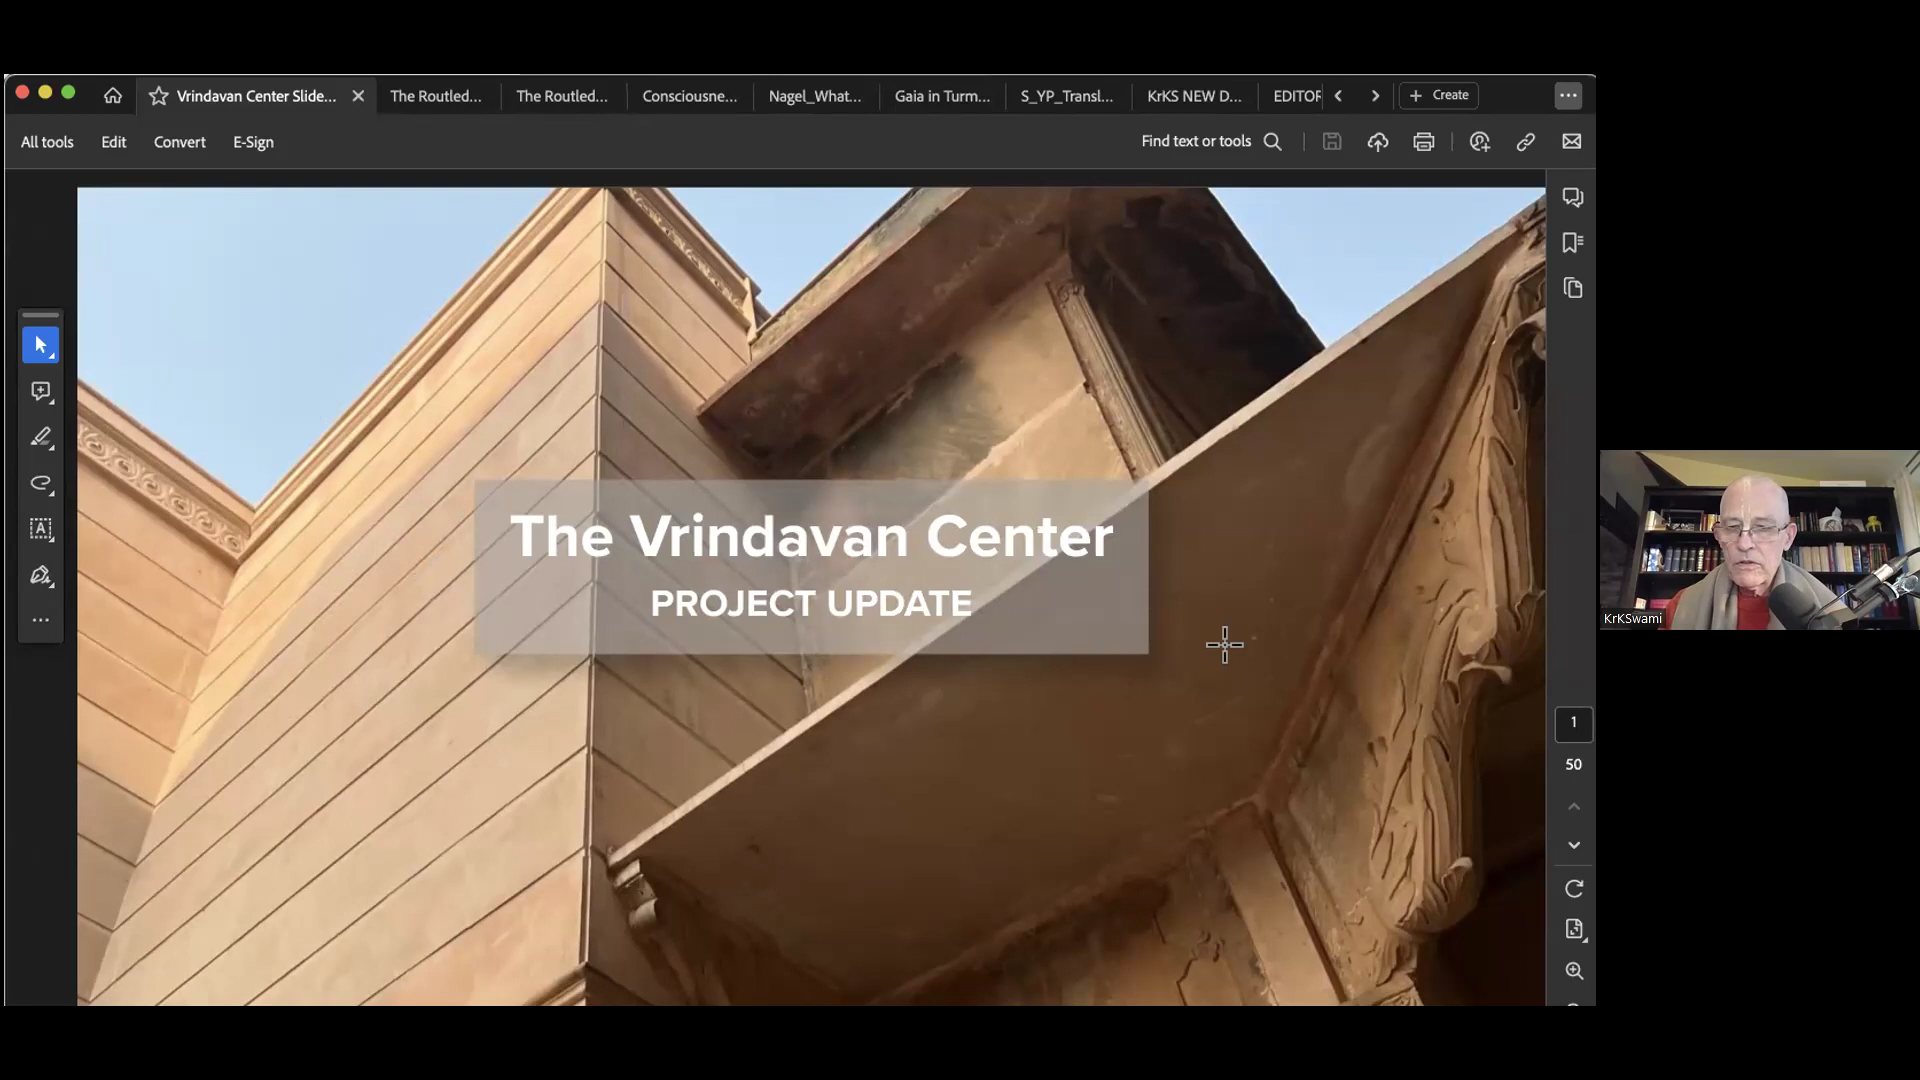 Vrindavan Center Slide...
The Routled...
The Routled...
Consciousne...
Nagel_What...
Gaia in Turm...
S_YP_Transl...
KrKS NEW D...
EDITOR
Create
All tools
Edit
Convert
E-Sign
Find text or tools
The Vrindavan Center
PROJECT UPDATE
KrKSwami
1
50